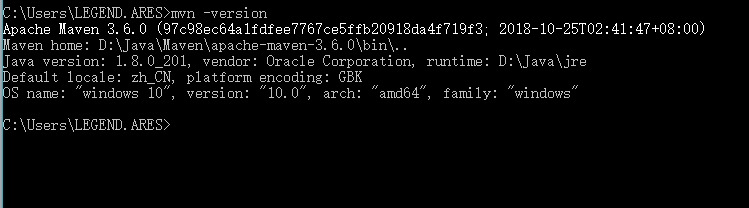 C:\Users\LEGEND.ARES>mvn -version
Apache Maven 3.6.0 (97c98ec64a1fdfee7767ce5ffb20918da4f719f3; 2018-10-25T02:41:47+08:00)
Maven home: D:\Java\Maven\apache-maven-3.6.0\bin\..
Java version: 1.8.0_201, vendor: Oracle Corporation, runtime: D:\Java\jre
Default locale: zh_CN, platform encoding: GBK
OS name: "windows 10", version: "10.0", arch: "amd64", family: "windows"
C:\Users\LEGEND.ARES>